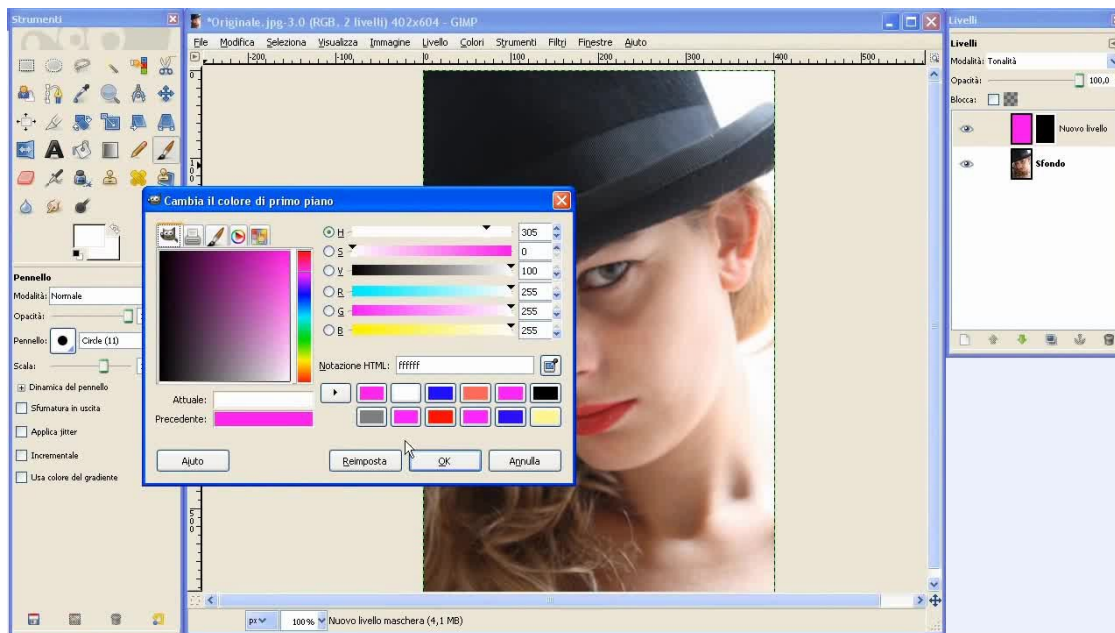 Strumenti
*Originale.jpg-3.0 (RGB, 2 livelli) 402x604 - GIMP
Livelli
File Modifica Seleziona Visualizza Immagine Livello Colori Strumenti Filtri Finestre Aiuto
Livelli
Modalità: Tonalità
Opacità: 100,0
Blocca:
Nuovo livello
Sfondo
-200 -100 0 100 200 300 400 500
0
100
500
Cambia il colore di primo piano
H 305
S 0
V 100
R 255
G 255
B 255
Notazione HTML: ffffff
Attuale:
Precedente:
Aiuto Reimposta OK Annulla
Pennello
Modalità: Normale
Opacità:
Pennello: Circle (11)
Scala:
Dinamica del pennello
Sfumatura in uscita
Applica jitter
Incrementale
Usa colore del gradiente
px 100% Nuovo livello maschera (4,1 MB)